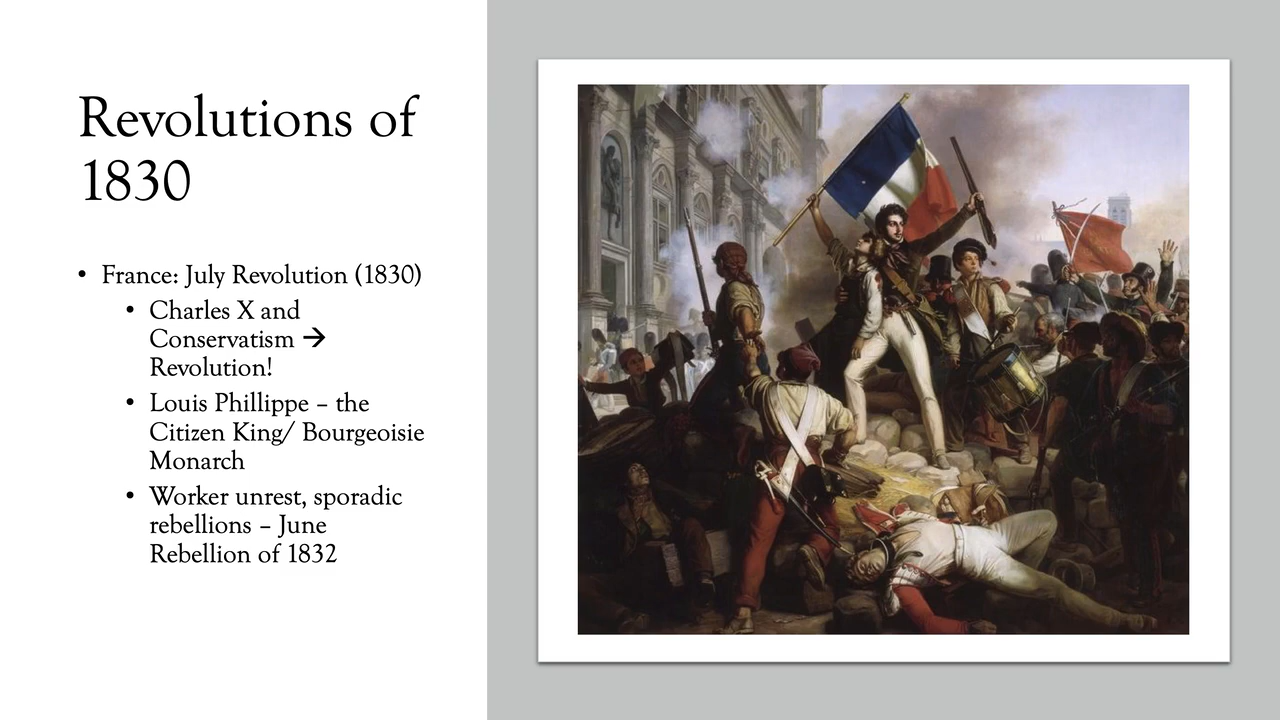 Revolutions of
1830
• France: July Revolution (1830)
• Charles X and
Conservatism →
Revolution!
• Louis Phillippe – the
Citizen King/ Bourgeoisie
Monarch
• Worker unrest, sporadic
rebellions – June
Rebellion of 1832